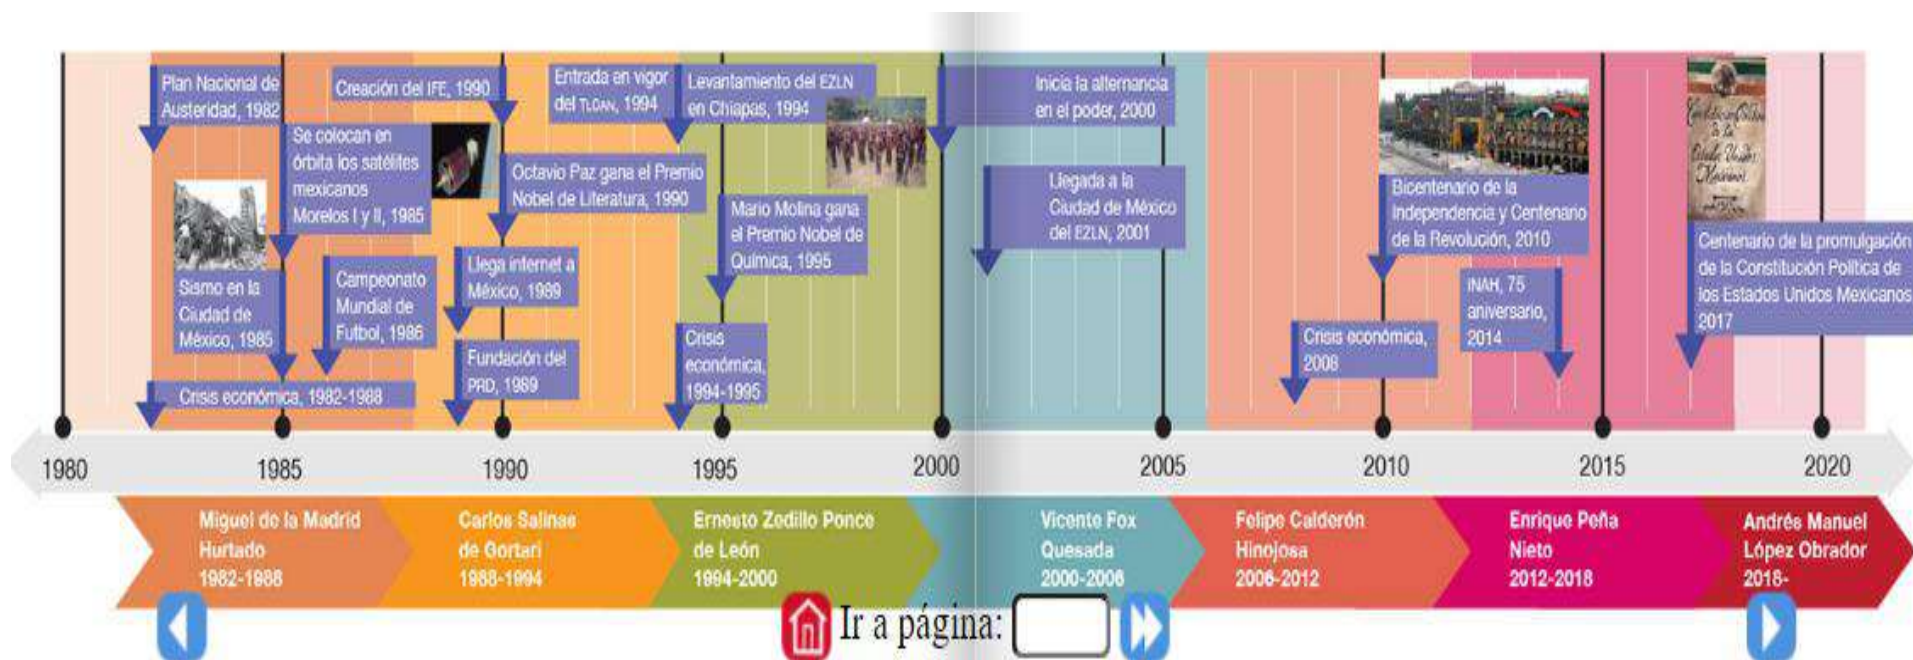 Plan Nacional de
Austeridad, 1982
Creación del IFE, 1990
Entrada en vigor
del TLCAN, 1994
Levantamiento del EZLN
en Chiapas, 1994
Inicia la alternancia
en el poder, 2000
Se colocan en
órbita los satélites
mexicanos
Morelos I y II, 1985
Octavio Paz gana el Premio
Nobel de Literatura, 1990
Mario Molina gana
el Premio Nobel de
Química, 1995
Llegada a la
Ciudad de México
del EZLN, 2001
Bicentenario de la
Independencia y Centenario
de la Revolución, 2010
Centenario de la promulgación
de la Constitución Política de
los Estados Unidos Mexicanos
2017
Sismo en la
Ciudad de
México, 1985
Campeonato
Mundial de
Futbol, 1986
Llega internet a
México, 1989
INAH, 75
aniversario,
2014
Fundación del
PRD, 1989
Crisis
económica,
1994-1995
Crisis económica,
2008
Crisis económica, 1982-1988
1980
1985
1990
1995
2000
2005
2010
2015
2020
Miguel de la Madrid
Hurtado
1982-1988
Carlos Salinas
de Gortari
1988-1994
Ernesto Zedillo Ponce
de León
1994-2000
Vicente Fox
Quesada
2000-2006
Felipe Calderón
Hinojosa
2006-2012
Enrique Peña
Nieto
2012-2018
Andrés Manuel
López Obrador
2018-
Ir a página: